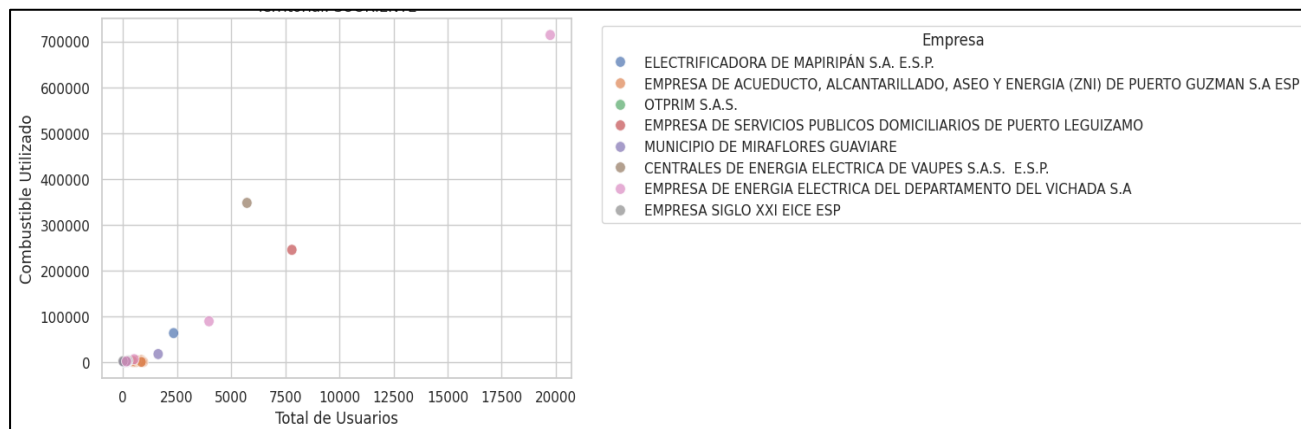 700000
600000
500000
400000
300000
200000
100000
0
Combustible Utilizado
0 2500 5000 7500 10000 12500 15000 17500 20000
Total de Usuarios
Empresa
ELECTRIFICADORA DE MAPIRIPÁN S.A. E.S.P.
EMPRESA DE ACUEDUCTO, ALCANTARILLADO, ASEO Y ENERGIA (ZNI) DE PUERTO GUZMAN S.A ESP
OTPRIM S.A.S.
EMPRESA DE SERVICIOS PUBLICOS DOMICILIARIOS DE PUERTO LEGUIZAMO
MUNICIPIO DE MIRAFLORES GUAVIARE
CENTRALES DE ENERGIA ELECTRICA DE VAUPES S.A.S. E.S.P.
EMPRESA DE ENERGIA ELECTRICA DEL DEPARTAMENTO DEL VICHADA S.A
EMPRESA SIGLO XXI EICE ESP